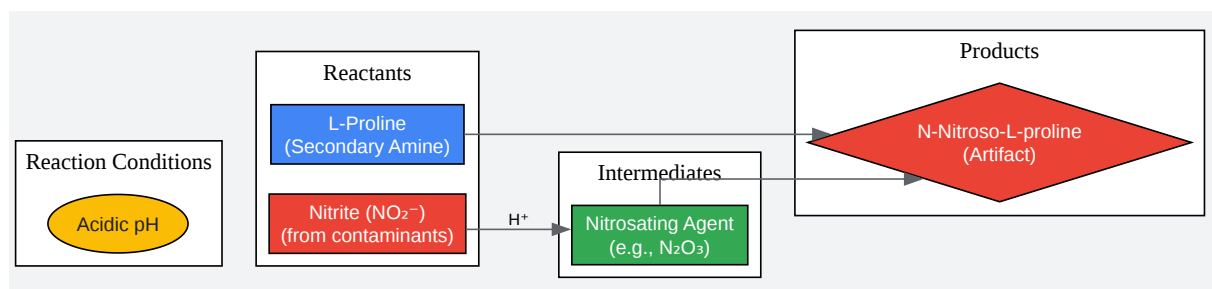 Reaction Conditions
Acidic pH
Reactants
L-Proline
(Secondary Amine)
Nitrite (NO₂⁻)
(from contaminants)
H⁺
Intermediates
Nitrosating Agent
(e.g., N₂O₃)
Products
N-Nitroso-L-proline
(Artifact)